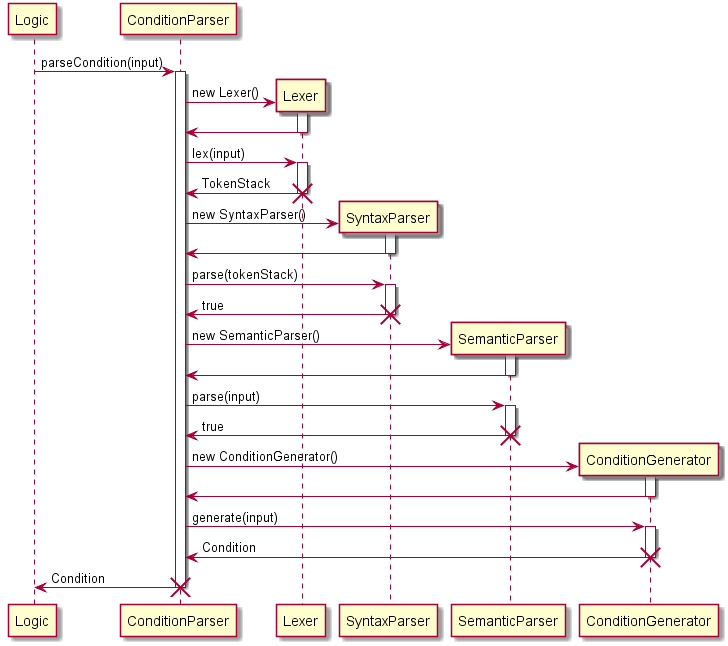 Logic
ConditionParser
parseCondition(input)
new Lexer()
Lexer
lex(input)
TokenStack
new SyntaxParser()
SyntaxParser
parse(tokenStack)
true
new SemanticParser()
SemanticParser
parse(input)
true
new ConditionGenerator()
ConditionGenerator
generate(input)
Condition
Condition
Logic
ConditionParser
Lexer
SyntaxParser
SemanticParser
ConditionGenerator